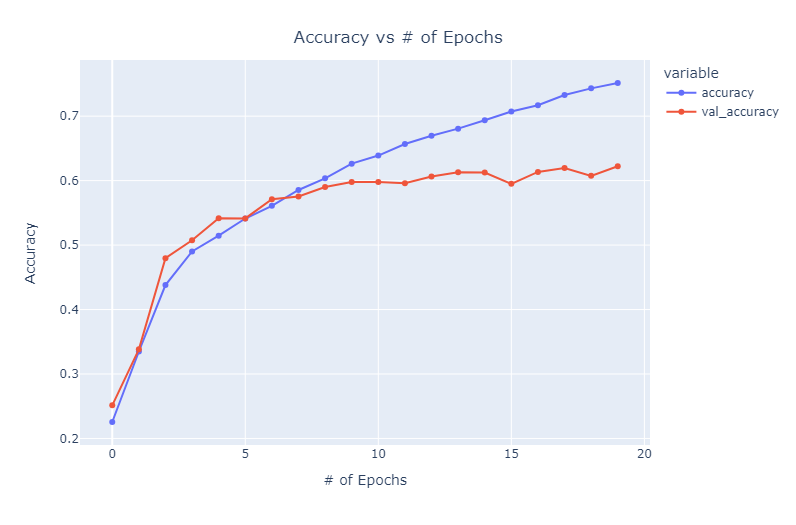 Accuracy vs # of Epochs
variable
accuracy
val_accuracy
Accuracy
0.7
0.6
0.5
0.4
0.3
0.2
0
5
10
15
20
# of Epochs